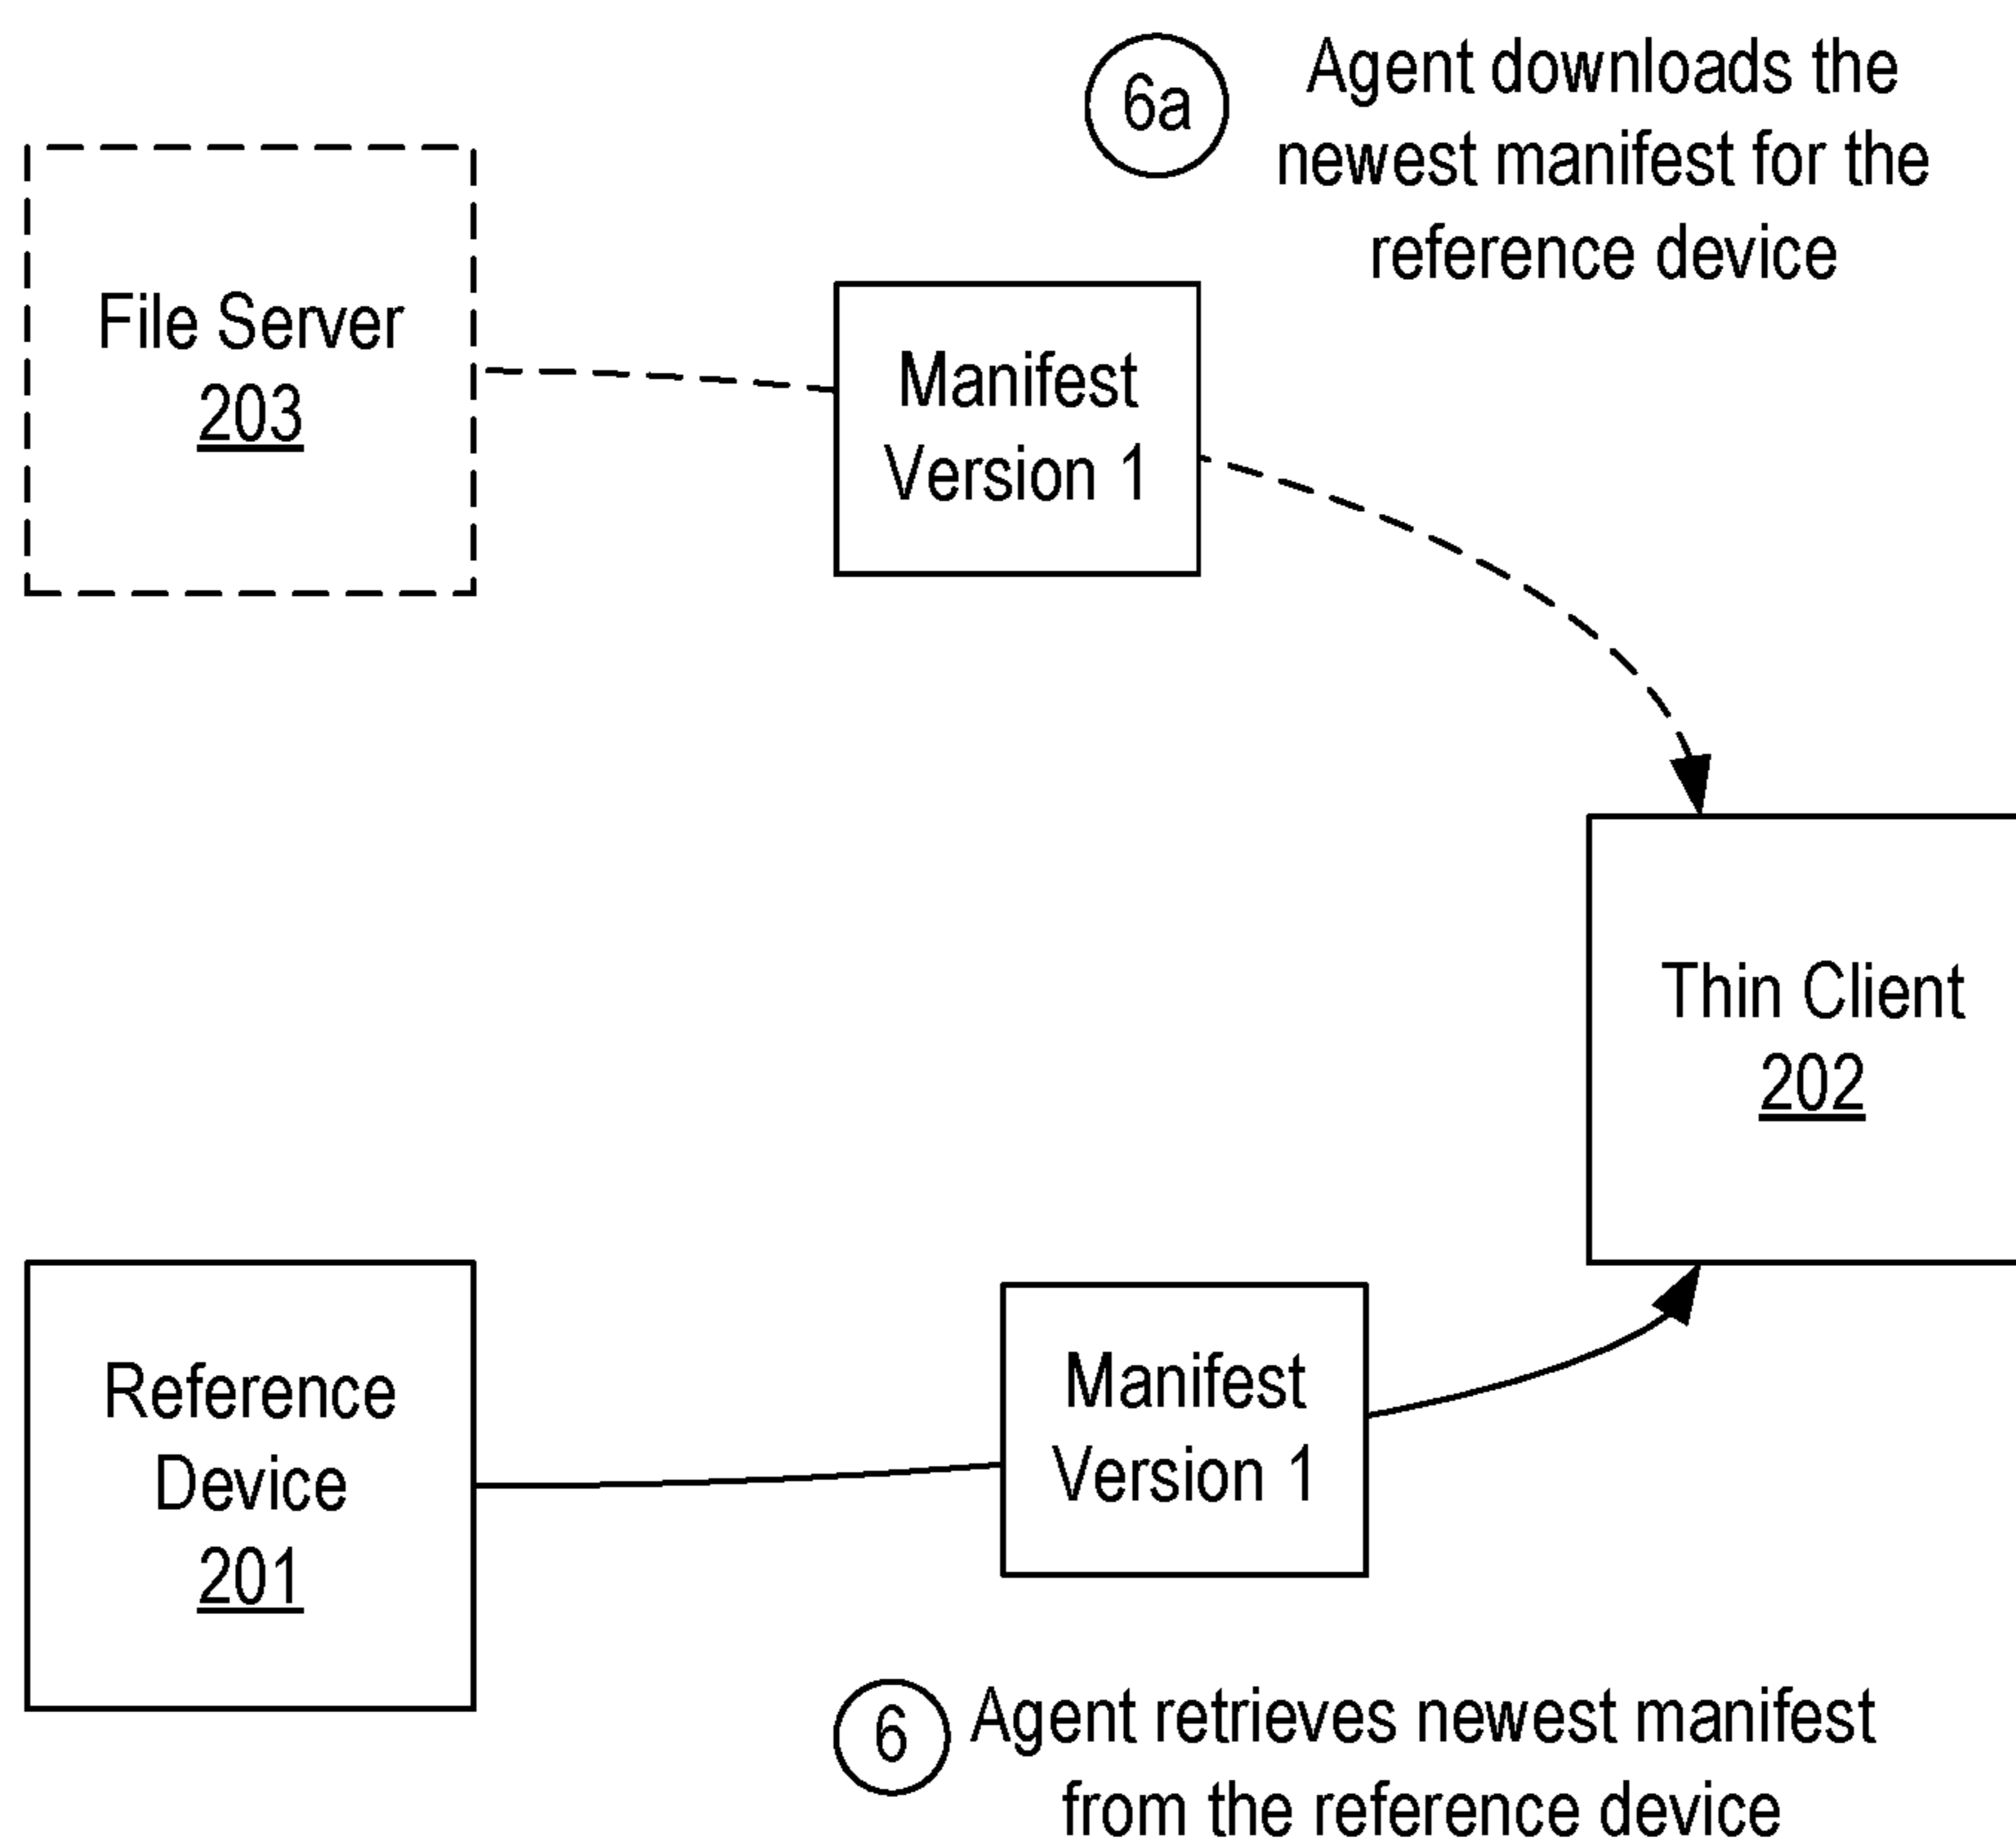 6a
Agent downloads the
newest manifest for the
reference device
File Server
203
Manifest
Version 1
Thin Client
202
Reference
Device
201
Manifest
Version 1
6
Agent retrieves newest manifest
from the reference device